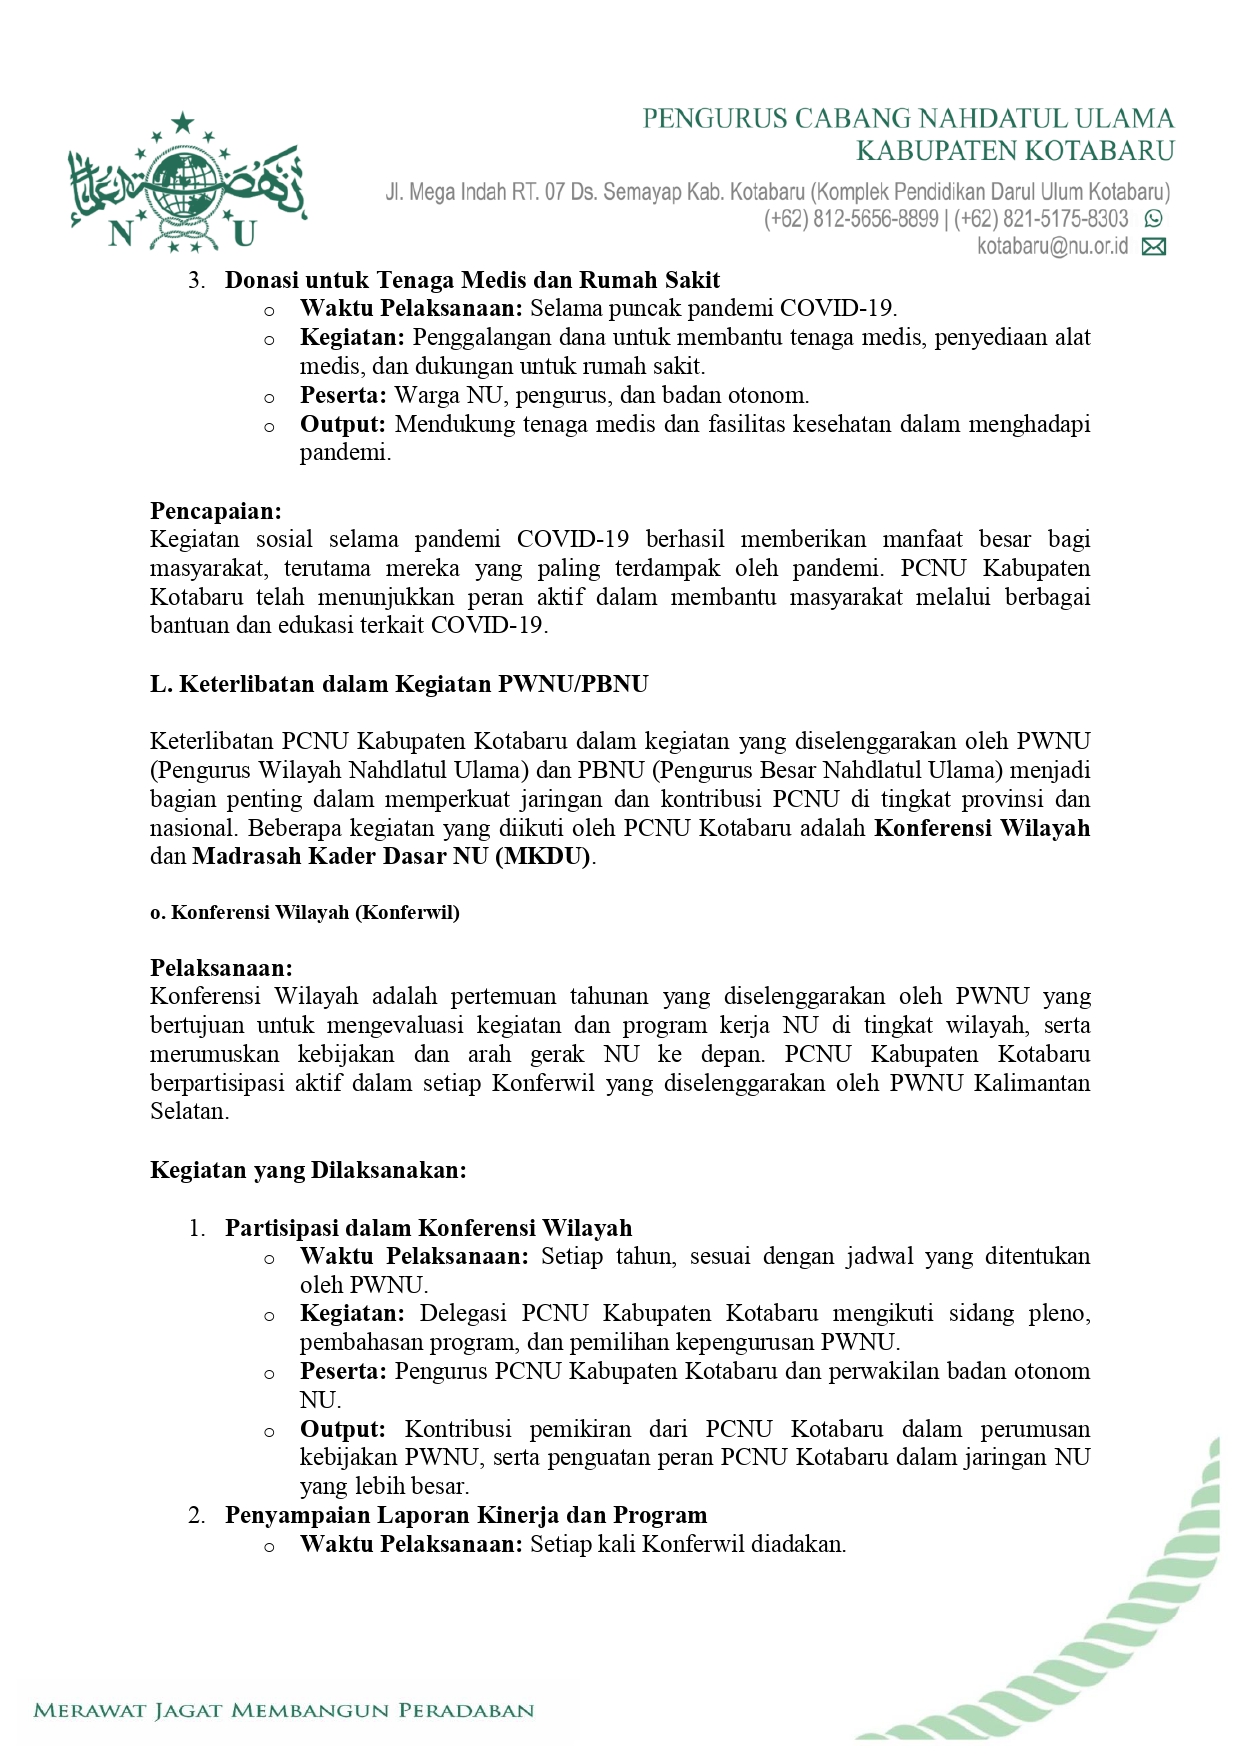 PENGURUS CABANG NAHDATUL ULAMA
KABUPATEN KOTABARU
Jl. Mega Indah RT. 07 Ds. Semayap Kab. Kotabaru (Komplek Pendidikan Darul Ulum Kotabaru)
(+62) 812-5656-8899 | (+62) 821-5175-8303
kotabaru@nu.or.id
نهضة العلماء
N U
3. Donasi untuk Tenaga Medis dan Rumah Sakit
o Waktu Pelaksanaan: Selama puncak pandemi COVID-19.
o Kegiatan: Penggalangan dana untuk membantu tenaga medis, penyediaan alat
medis, dan dukungan untuk rumah sakit.
o Peserta: Warga NU, pengurus, dan badan otonom.
o Output: Mendukung tenaga medis dan fasilitas kesehatan dalam menghadapi
pandemi.
Pencapaian:
Kegiatan sosial selama pandemi COVID-19 berhasil memberikan manfaat besar bagi
masyarakat, terutama mereka yang paling terdampak oleh pandemi. PCNU Kabupaten
Kotabaru telah menunjukkan peran aktif dalam membantu masyarakat melalui berbagai
bantuan dan edukasi terkait COVID-19.
L. Keterlibatan dalam Kegiatan PWNU/PBNU
Keterlibatan PCNU Kabupaten Kotabaru dalam kegiatan yang diselenggarakan oleh PWNU
(Pengurus Wilayah Nahdlatul Ulama) dan PBNU (Pengurus Besar Nahdlatul Ulama) menjadi
bagian penting dalam memperkuat jaringan dan kontribusi PCNU di tingkat provinsi dan
nasional. Beberapa kegiatan yang diikuti oleh PCNU Kotabaru adalah Konferensi Wilayah
dan Madrasah Kader Dasar NU (MKDU).
o. Konferensi Wilayah (Konferwil)
Pelaksanaan:
Konferensi Wilayah adalah pertemuan tahunan yang diselenggarakan oleh PWNU yang
bertujuan untuk mengevaluasi kegiatan dan program kerja NU di tingkat wilayah, serta
merumuskan kebijakan dan arah gerak NU ke depan. PCNU Kabupaten Kotabaru
berpartisipasi aktif dalam setiap Konferwil yang diselenggarakan oleh PWNU Kalimantan
Selatan.
Kegiatan yang Dilaksanakan:
1. Partisipasi dalam Konferensi Wilayah
o Waktu Pelaksanaan: Setiap tahun, sesuai dengan jadwal yang ditentukan
oleh PWNU.
o Kegiatan: Delegasi PCNU Kabupaten Kotabaru mengikuti sidang pleno,
pembahasan program, dan pemilihan kepengurusan PWNU.
o Peserta: Pengurus PCNU Kabupaten Kotabaru dan perwakilan badan otonom
NU.
o Output: Kontribusi pemikiran dari PCNU Kotabaru dalam perumusan
kebijakan PWNU, serta penguatan peran PCNU Kotabaru dalam jaringan NU
yang lebih besar.
2. Penyampaian Laporan Kinerja dan Program
o Waktu Pelaksanaan: Setiap kali Konferwil diadakan.
MERAWAT JAGAT MEMBANGUN PERADABAN